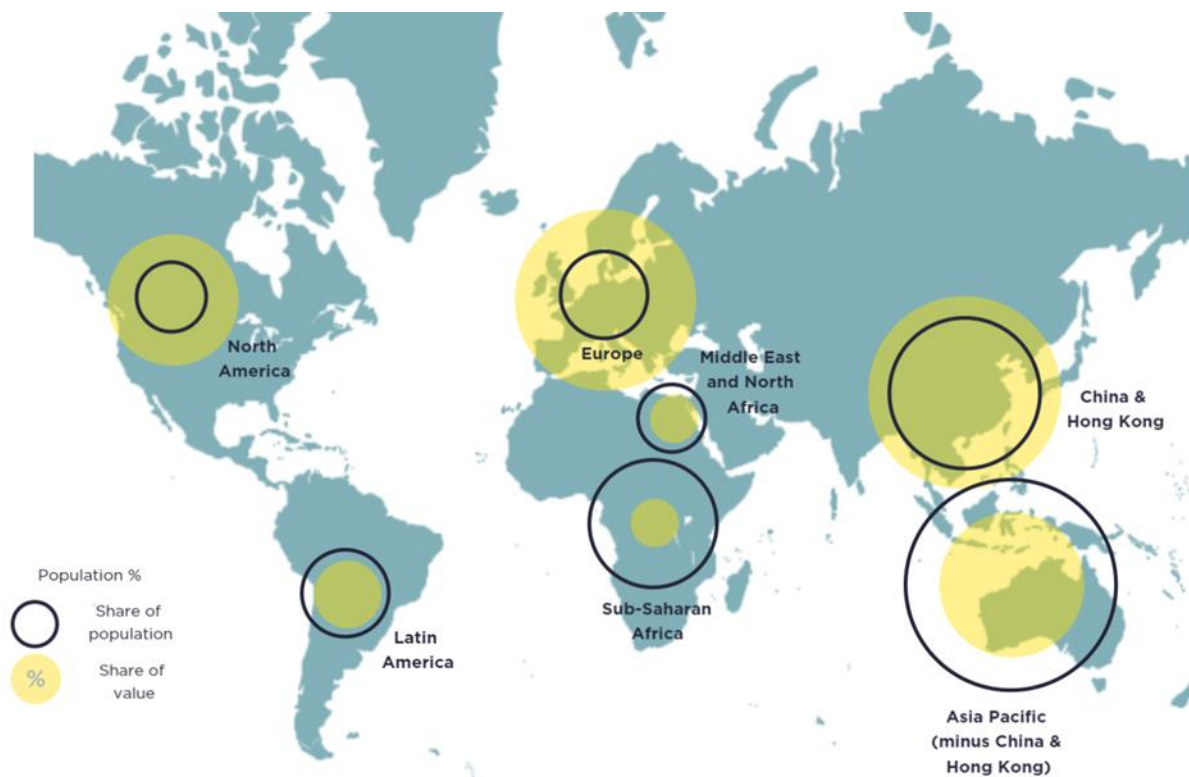 North
America
Europe
Middle East
and North
Africa
China &
Hong Kong
Population %
Share of
population
%
Share of
value
Latin
America
Sub-Saharan
Africa
Asia Pacific
(minus China &
Hong Kong)